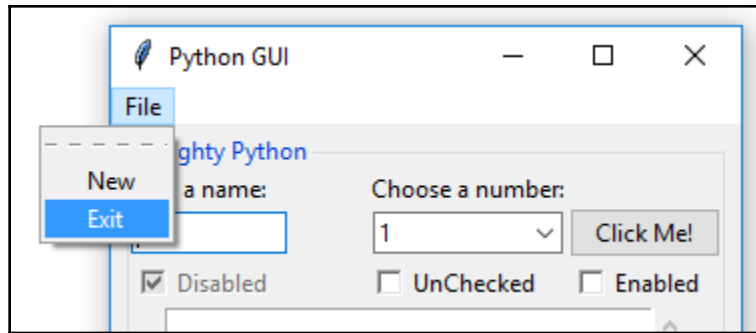 Python GUI
File
ghty Python
New
a name:
Choose a number:
Exit
1
Click Me!
Disabled
UnChecked
Enabled